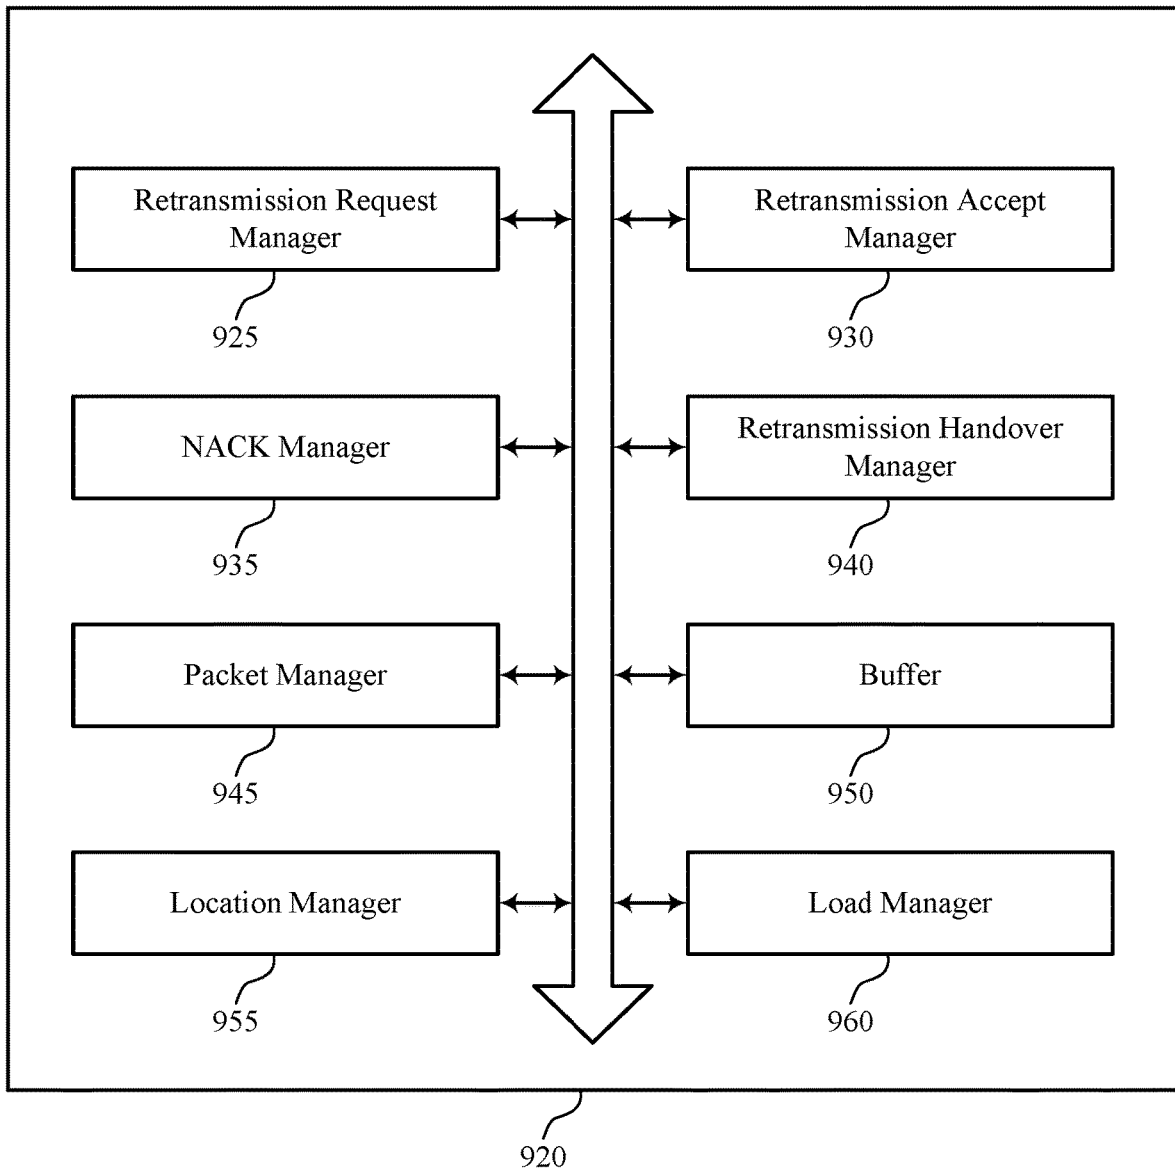 Retransmission Request
Manager
925
Retransmission Accept
Manager
930
NACK Manager
935
Retransmission Handover
Manager
940
Packet Manager
945
Buffer
950
Location Manager
955
Load Manager
960
920